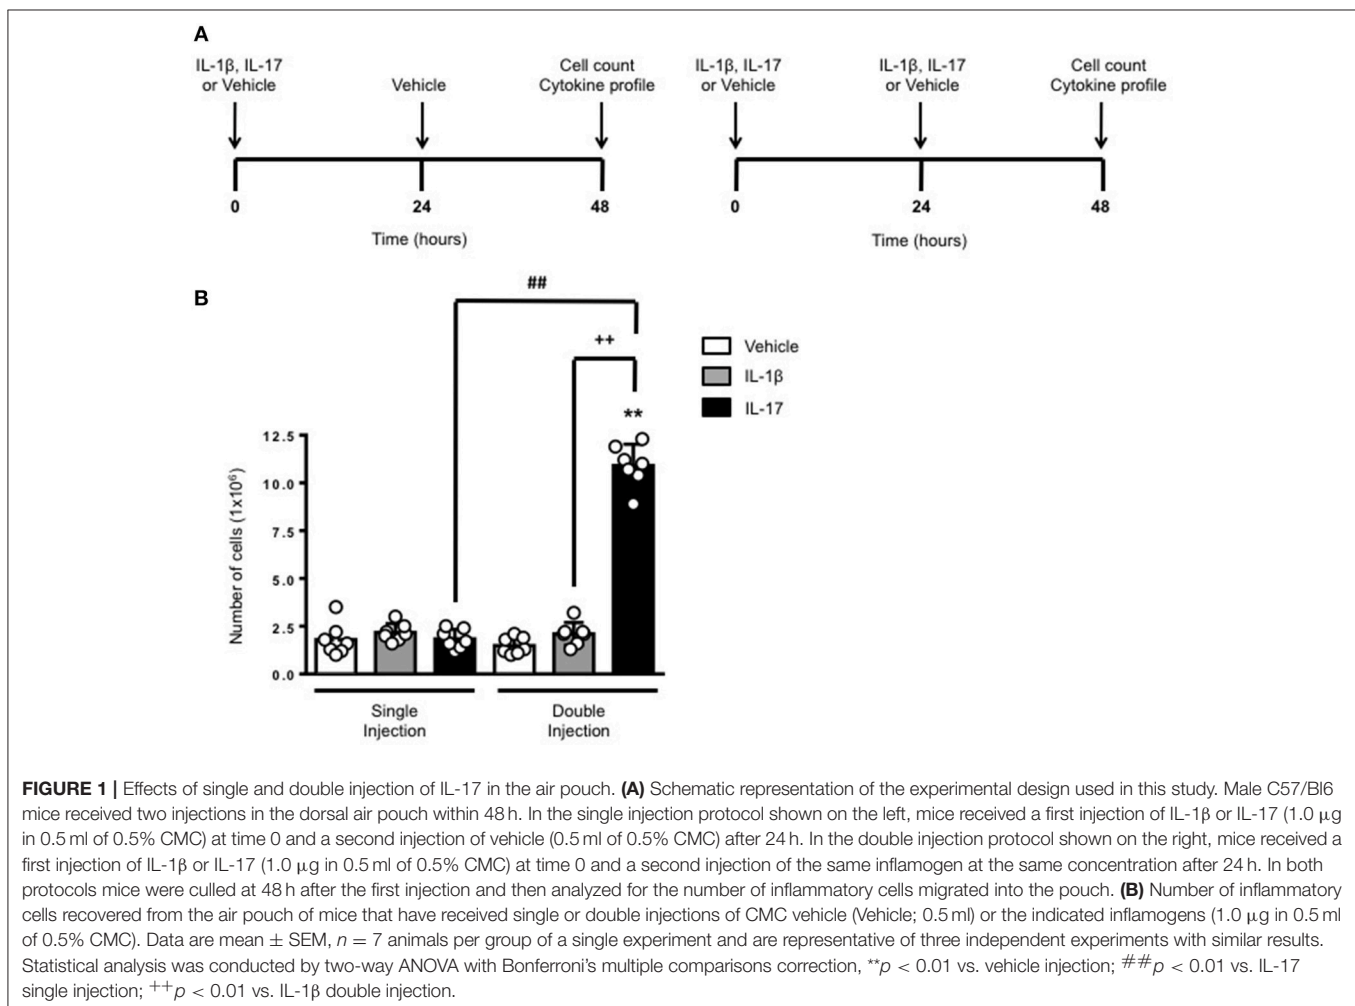 A
IL-1β, IL-17
or Vehicle
Vehicle
Cell count
Cytokine profile
0
24
48
Time (hours)
IL-1β, IL-17
or Vehicle
IL-1β, IL-17
or Vehicle
Cell count
Cytokine profile
0
24
48
Time (hours)
B
##
++
**
Vehicle
IL-1β
IL-17
Number of cells (1x10⁶)
12.5
10.0
7.5
5.0
2.5
0.0
Single
Injection
Double
Injection
FIGURE 1 | Effects of single and double injection of IL-17 in the air pouch. (A) Schematic representation of the experimental design used in this study. Male C57/Bl6
mice received two injections in the dorsal air pouch within 48 h. In the single injection protocol shown on the left, mice received a first injection of IL-1β or IL-17 (1.0 μg
in 0.5 ml of 0.5% CMC) at time 0 and a second injection of vehicle (0.5 ml of 0.5% CMC) after 24 h. In the double injection protocol shown on the right, mice received a
first injection of IL-1β or IL-17 (1.0 μg in 0.5 ml of 0.5% CMC) at time 0 and a second injection of the same inflamogen at the same concentration after 24 h. In both
protocols mice were culled at 48 h after the first injection and then analyzed for the number of inflammatory cells migrated into the pouch. (B) Number of inflammatory
cells recovered from the air pouch of mice that have received single or double injections of CMC vehicle (Vehicle; 0.5 ml) or the indicated inflamogens (1.0 μg in 0.5 ml
of 0.5% CMC). Data are mean ± SEM, n = 7 animals per group of a single experiment and are representative of three independent experiments with similar results.
Statistical analysis was conducted by two-way ANOVA with Bonferroni's multiple comparisons correction, **p < 0.01 vs. vehicle injection; ##p < 0.01 vs. IL-17
single injection; ++p < 0.01 vs. IL-1β double injection.